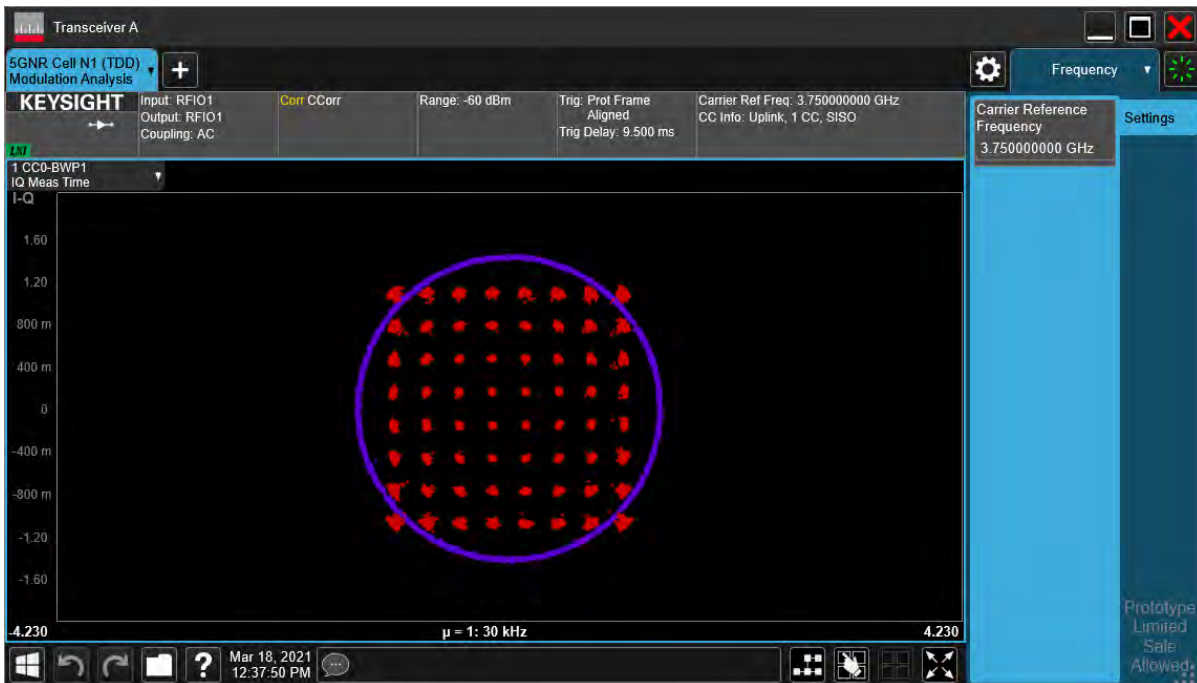 Transceiver A
5GNR Cell N1 (TDD)
Modulation Analysis
+
Frequency
KEYSIGHT
LXI
Input: RFIO1
Output: RFIO1
Coupling: AC
Corr CCorr
Range: -60 dBm
Trig: Prot Frame
Aligned
Trig Delay: 9.500 ms
Carrier Ref Freq: 3.750000000 GHz
CC Info: Uplink, 1 CC, SISO
Carrier Reference
Frequency
3.750000000 GHz
Settings
1 CC0-BWP1
IQ Meas Time
I-Q
1.60
1.20
800 m
400 m
0
-400 m
-800 m
-1.20
-1.60
-4.230
µ = 1: 30 kHz
4.230
?
Mar 18, 2021
12:37:50 PM
Prototype
Limited
Sale
Allowed